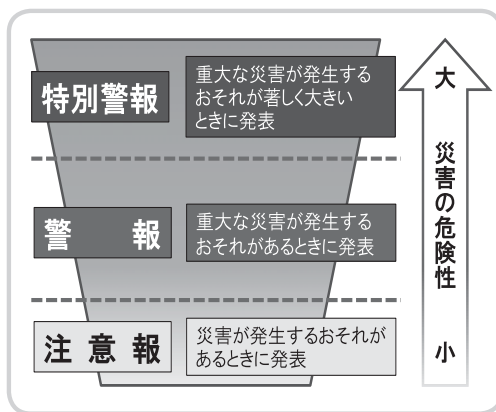 特別警報
重大な災害が発生する
おそれが著しく大きい
ときに発表
警　　報
重大な災害が発生する
おそれがあるときに発表
注 意 報
災害が発生するおそれが
あるときに発表
大　災害の危険性　小